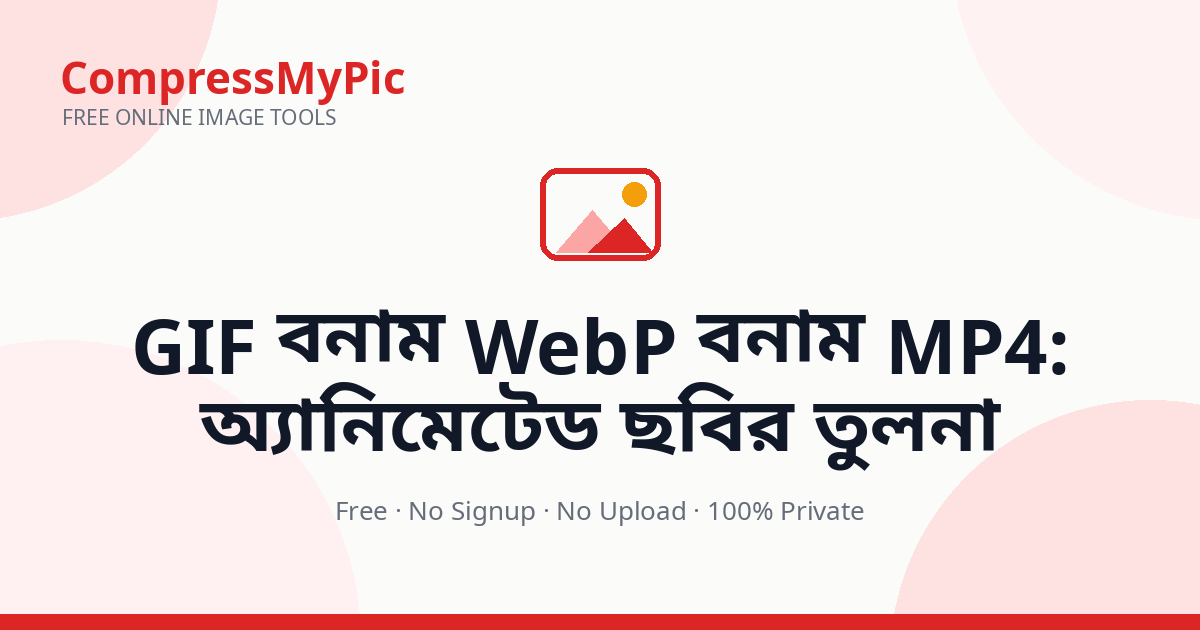 CompressMyPic
FREE ONLINE IMAGE TOOLS
GIF বনাম WebP বনাম MP4:
অ্যানিমেটেড ছবির তুলনা
Free · No Signup · No Upload · 100% Private